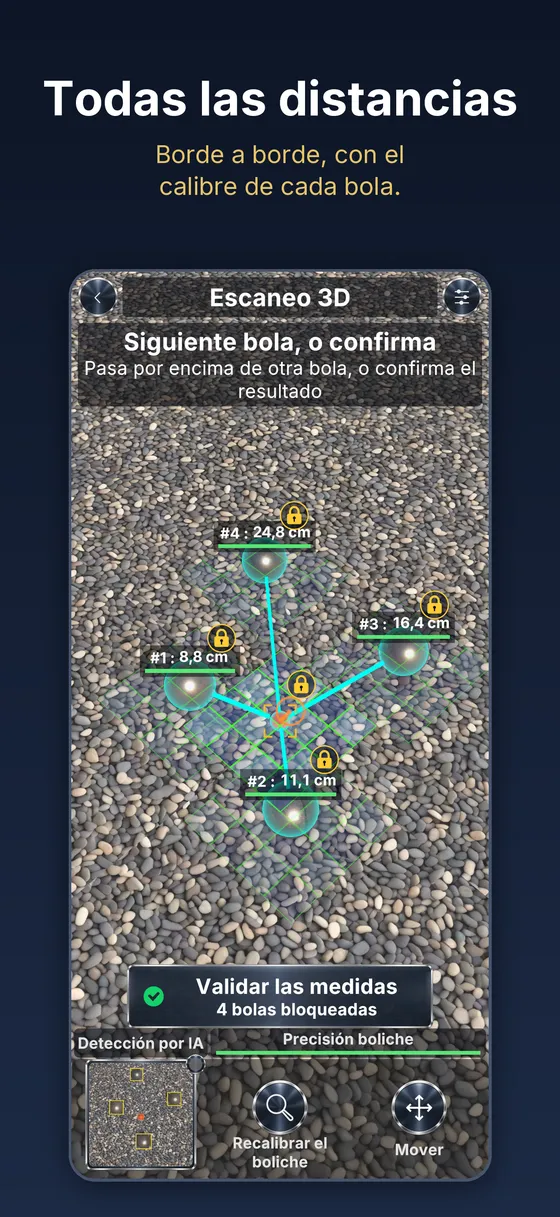 Todas las distancias
Borde a borde, con el
calibre de cada bola.
Escaneo 3D
Siguiente bola, o confirma
Pasa por encima de otra bola, o confirma el
resultado
#4 : 24,8 cm
#3 : 16,4 cm
#1 : 8,8 cm
#2 : 11,1 cm
Validar las medidas
4 bolas bloqueadas
Detección por IA
Precisión boliche
Recalibrar el
boliche
Mover